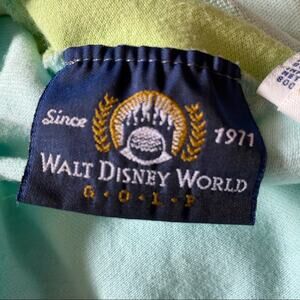 Since 1971
WALT DISNEY WORLD
G·O·L·F